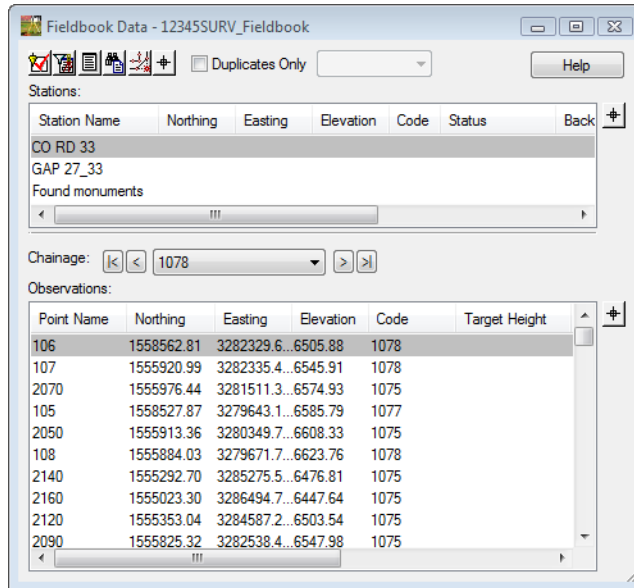 Fieldbook Data - 12345SURV_Fieldbook
Duplicates Only
Help
Stations:
Station Name Northing Easting Elevation Code Status Back
CO RD 33
GAP 27_33
Found monuments
Chainage: |< < 1078 > >|
Observations:
Point Name Northing Easting Elevation Code Target Height
106 1558562.81 3282329.6... 6505.88 1078
107 1555920.99 3282335.4... 6545.91 1078
2070 1555976.44 3281511.3... 6574.93 1075
105 1558527.87 3279643.1... 6585.79 1077
2050 1555913.36 3280349.7... 6608.33 1075
108 1555884.03 3279671.7... 6623.76 1078
2140 1555292.70 3285275.5... 6476.81 1075
2160 1555023.30 3286494.7... 6447.64 1075
2120 1555353.04 3284587.2... 6503.54 1075
2090 1555825.32 3282538.4... 6547.98 1075